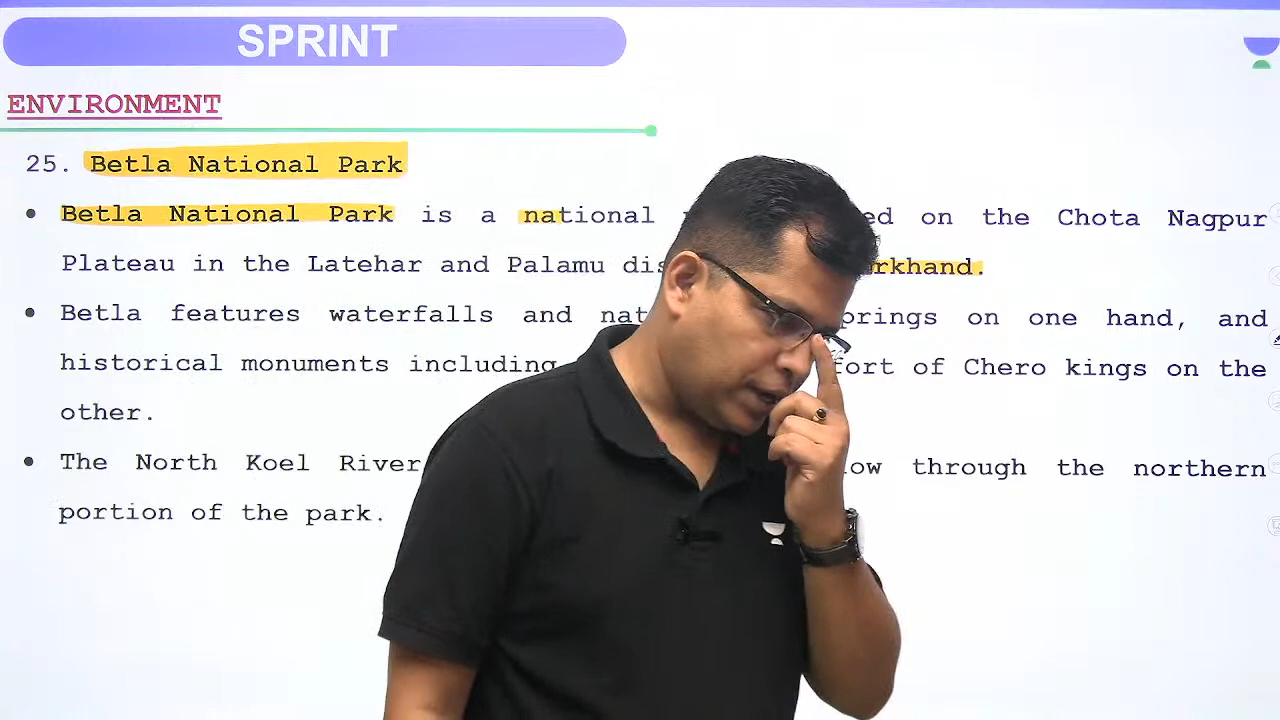 SPRINT
ENVIRONMENT
25. Betla National Park
• Betla National Park is a national on the Chota Nagpur
Plateau in the Latehar and Palamu
• Betla features waterfalls and on one hand, and
historical monuments including fort of Chero kings on the
other.
• The North Koel River through the northern
portion of the park.